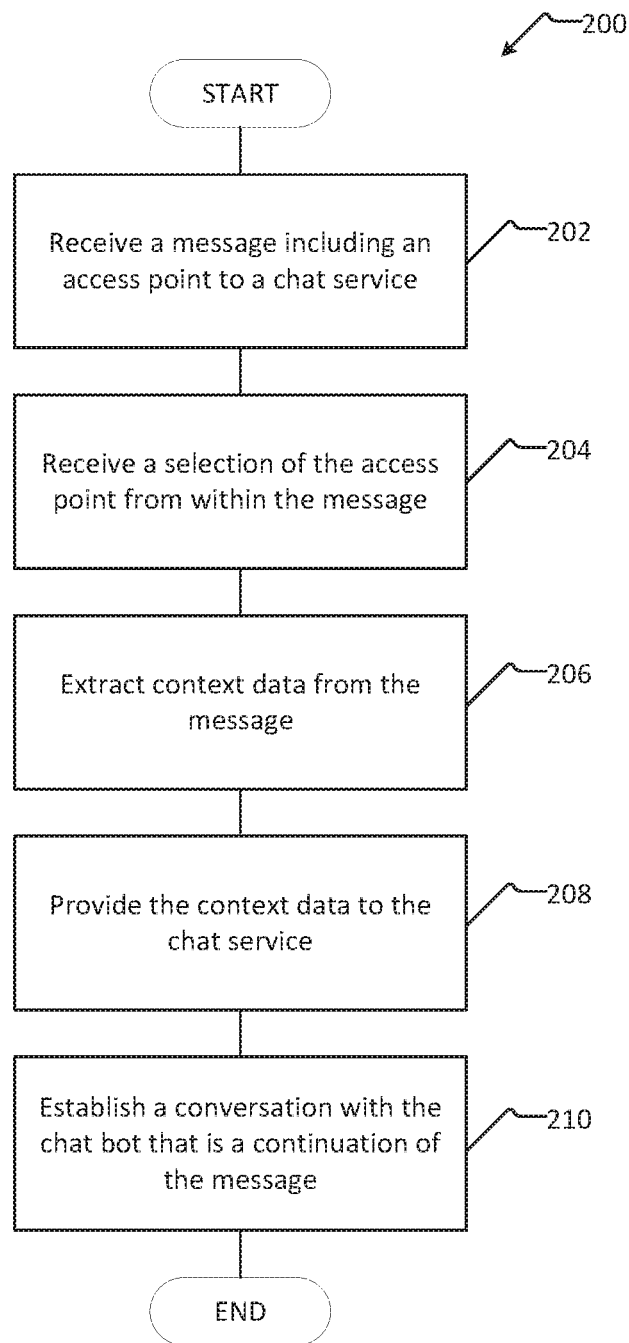 200
START
Receive a message including an
access point to a chat service
202
Receive a selection of the access
point from within the message
204
Extract context data from the
message
206
Provide the context data to the
chat service
208
Establish a conversation with the
chat bot that is a continuation of
the message
210
END